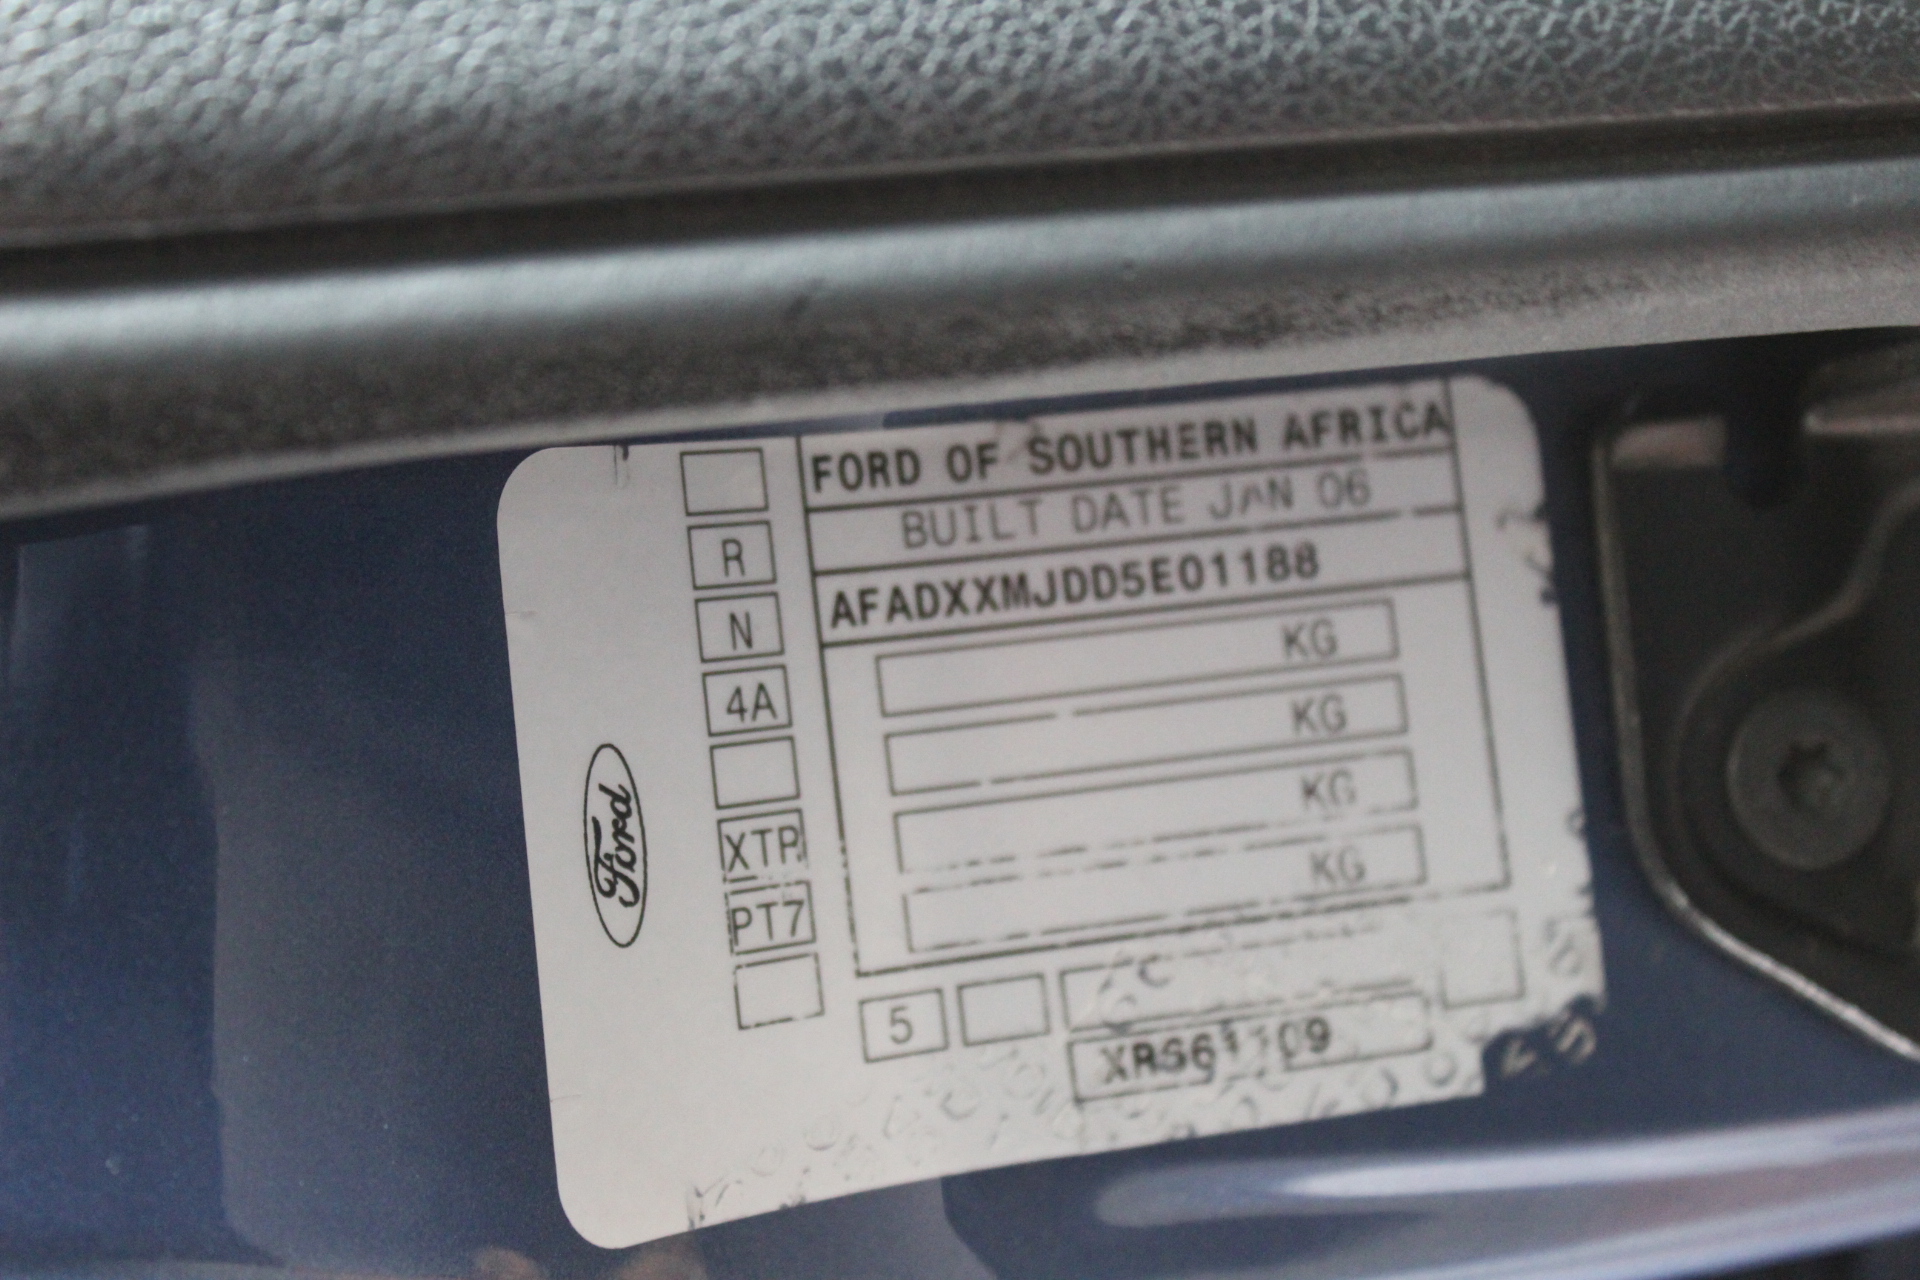 FORD OF SOUTHERN AFRICA
BUILT DATE JAN 06
AFADXXMJDD5E01188
KG
KG
KG
KG
R
N
4A
XTP
PT7
5
C
Ford